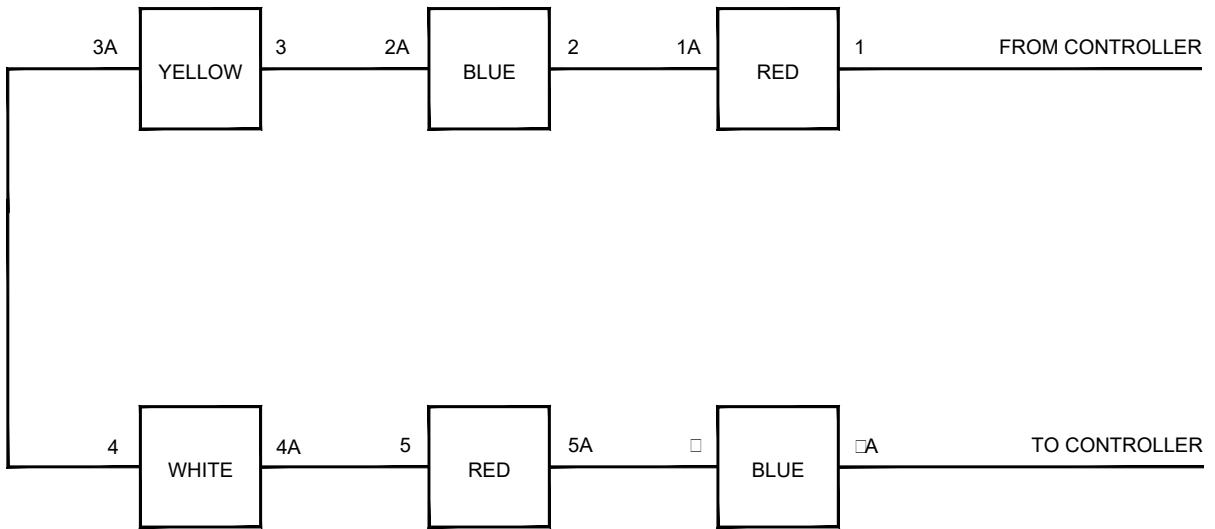 3A 3 2A 2 1A 1 FROM CONTROLLER
YELLOW BLUE RED
4 4A 5 5A □ □A TO CONTROLLER
WHITE RED BLUE